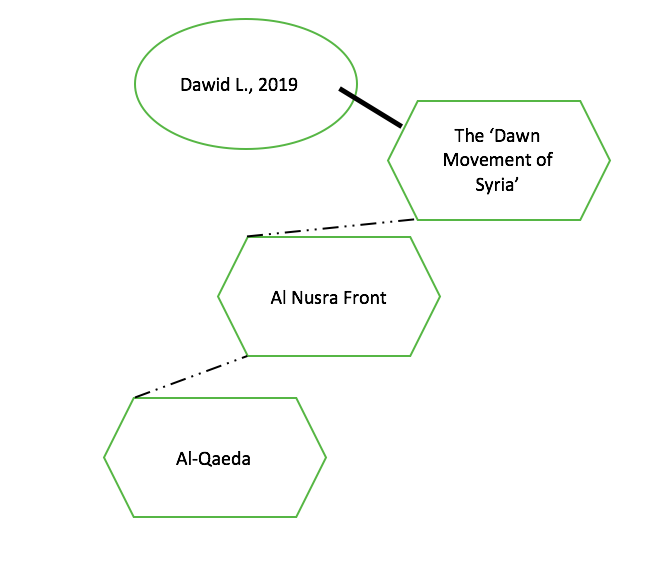 Dawid L., 2019
The ‘Dawn
Movement of
Syria’
Al Nusra Front
Al-Qaeda